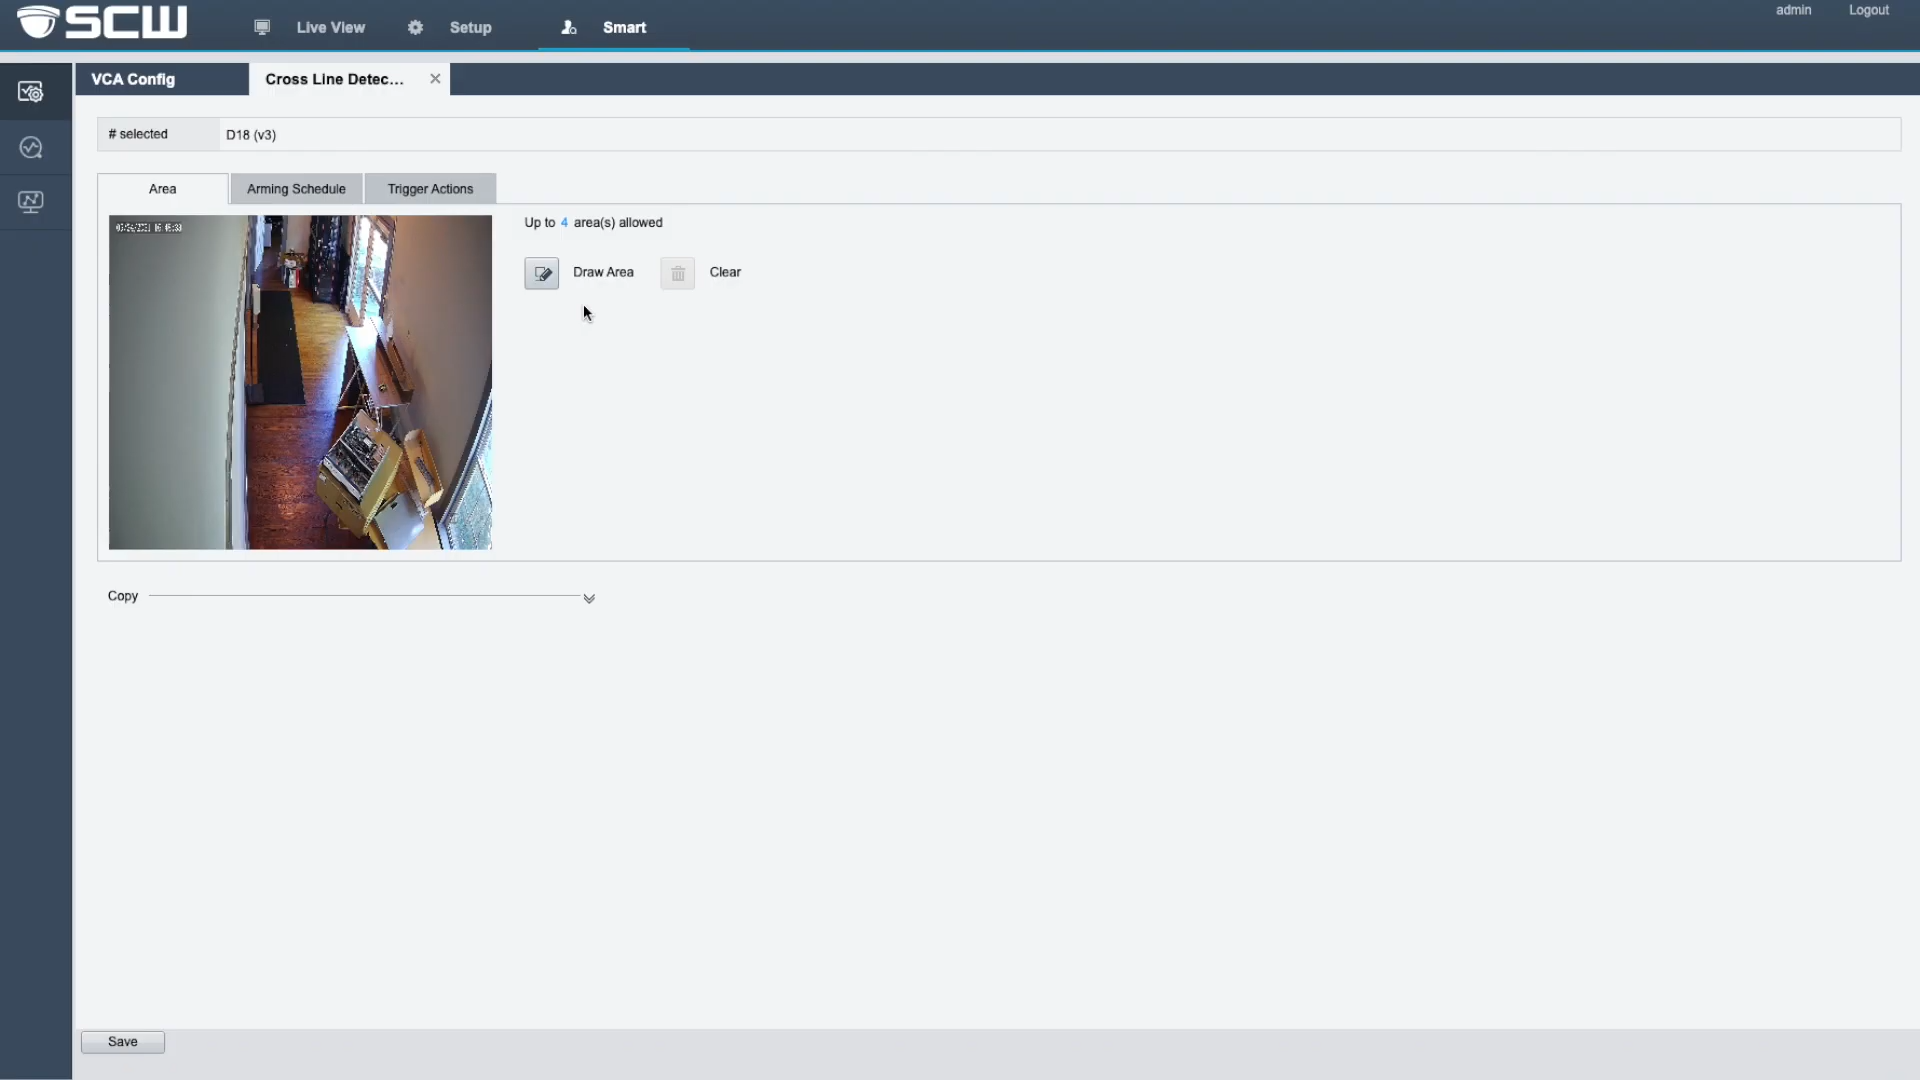 SCW
Live View
Setup
Smart
admin
Logout
VCA Config
Cross Line Detec...
# selected
D18 (v3)
Area
Arming Schedule
Trigger Actions
Up to 4 area(s) allowed
Draw Area
Clear
Copy
Save